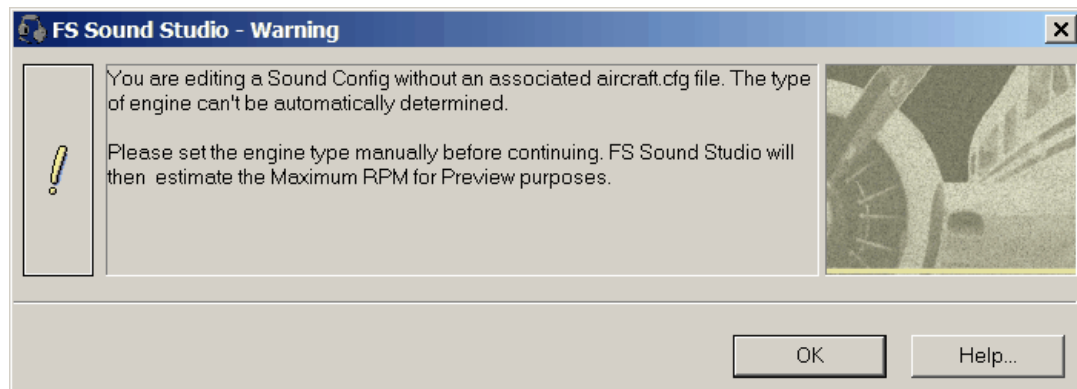 FS Sound Studio - Warning
You are editing a Sound Config without an associated aircraft.cfg file. The type
of engine can't be automatically determined.
Please set the engine type manually before continuing. FS Sound Studio will
then  estimate the Maximum RPM for Preview purposes.
OK
Help...